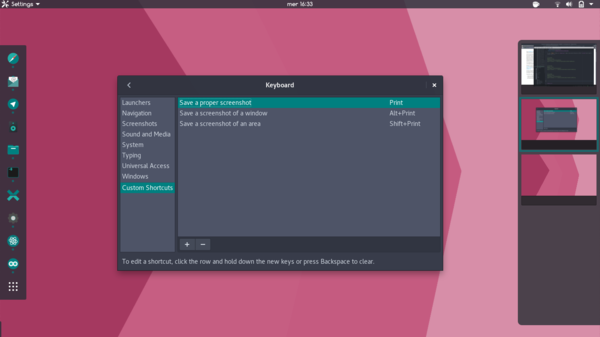 Settings
mer 16:33
Keyboard
Launchers
Navigation
Screenshots
Sound and Media
System
Typing
Universal Access
Windows
Custom Shortcuts
Save a proper screenshot Print
Save a screenshot of a window Alt+Print
Save a screenshot of an area Shift+Print
To edit a shortcut, click the row and hold down the new keys or press Backspace to clear.